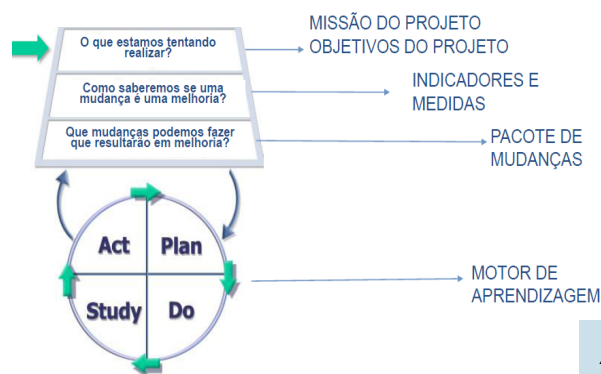 O que estamos tentando
realizar?
MISSÃO DO PROJETO
OBJETIVOS DO PROJETO
Como saberemos se uma
mudança é uma melhoria?
INDICADORES E
MEDIDAS
Que mudanças podemos fazer
que resultarão em melhoria?
PACOTE DE
MUDANÇAS
Act
Plan
Study
Do
MOTOR DE
APRENDIZAGEM